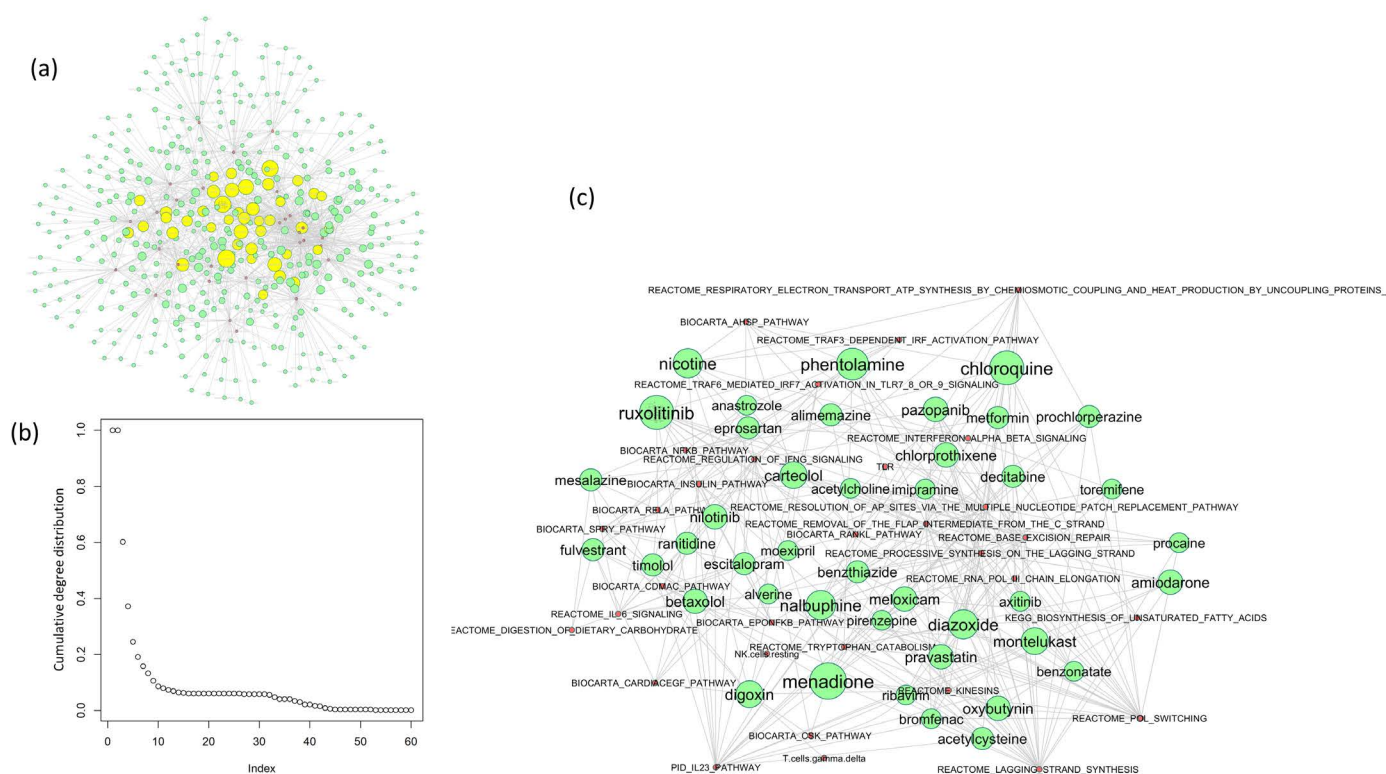 (a)
(b)
Cumulative degree distribution
1.0
0.8
0.6
0.4
0.2
0.0
0
10
20
30
40
50
60
Index
(c)
REACTOME_RESPIRATORY_ELECTRON_TRANSPORT_ATP_SYNTHESIS_BY_CHEMIOSMOTIC_COUPLING_AND_HEAT_PRODUCTION_BY_UNCOUPLING_PROTEINS_
BIOCARTA_AHSP_PATHWAY
REACTOME_TRAF3_DEPENDENT_IRF_ACTIVATION_PATHWAY
nicotine
phentolamine
chloroquine
REACTOME_TRAF6_MEDIATED_IRF7_ACTIVATION_IN_TLR7_8_OR_9_SIGNALING
anastrozole
ruxolitinib
alimemazine
pazopanib
metformin
prochlorperazine
eprosartan
REACTOME_INTERFERON_ALPHA_BETA_SIGNALING
BIOCARTA_NFKB_PATHWAY
chlorprothixene
REACTOME_REGULATION_OF_IFNG_SIGNALING
TLR
mesalazine
carteolol
decitabine
BIOCARTA_INSULIN_PATHWAY
acetylcholine
imipramine
toremifene
REACTOME_RESOLUTION_OF_AP_SITES_VIA_THE_MULTIPLE_NUCLEOTIDE_PATCH_REPLACEMENT_PATHWAY
nilotinib
REACTOME_REMOVAL_OF_THE_FLAP_INTERMEDIATE_FROM_THE_C_STRAND
BIOCARTA_SPRY_PATHWAY
BIOCARTA_RANKL_PATHWAY
REACTOME_BASE_EXCISION_REPAIR
ranitidine
procaine
fulvestrant
moexipril
REACTOME_PROCESSIVE_SYNTHESIS_ON_THE_LAGGING_STRAND
timolol
escitalopram
benzthiazide
REACTOME_RNA_POL_III_CHAIN_ELONGATION
amiodarone
BIOCARTA_CDMAC_PATHWAY
alverine
meloxicam
axitinib
betaxolol
nalbuphine
REACTOME_IL_6_SIGNALING
KEGG_BIOSYNTHESIS_OF_UNSATURATED_FATTY_ACIDS
BIOCARTA_EPONFKB_PATHWAY
pirenzepine
diazoxide
EACTOME_DIGESTION_OF_DIETARY_CARBOHYDRATE
montelukast
REACTOME_TRYPTOPHAN_CATABOLISM
NK.cells.resting
pravastatin
benzonatate
BIOCARTA_CARDIACEGF_PATHWAY
menadione
digoxin
ribavirin
REACTOME_KINESINS
oxybutynin
bromfenac
REACTOME_POL_SWITCHING
BIOCARTA_CSK_PATHWAY
acetylcysteine
T.cells.gamma.delta
PID_IL23_PATHWAY
REACTOME_LAGGING_STRAND_SYNTHESIS